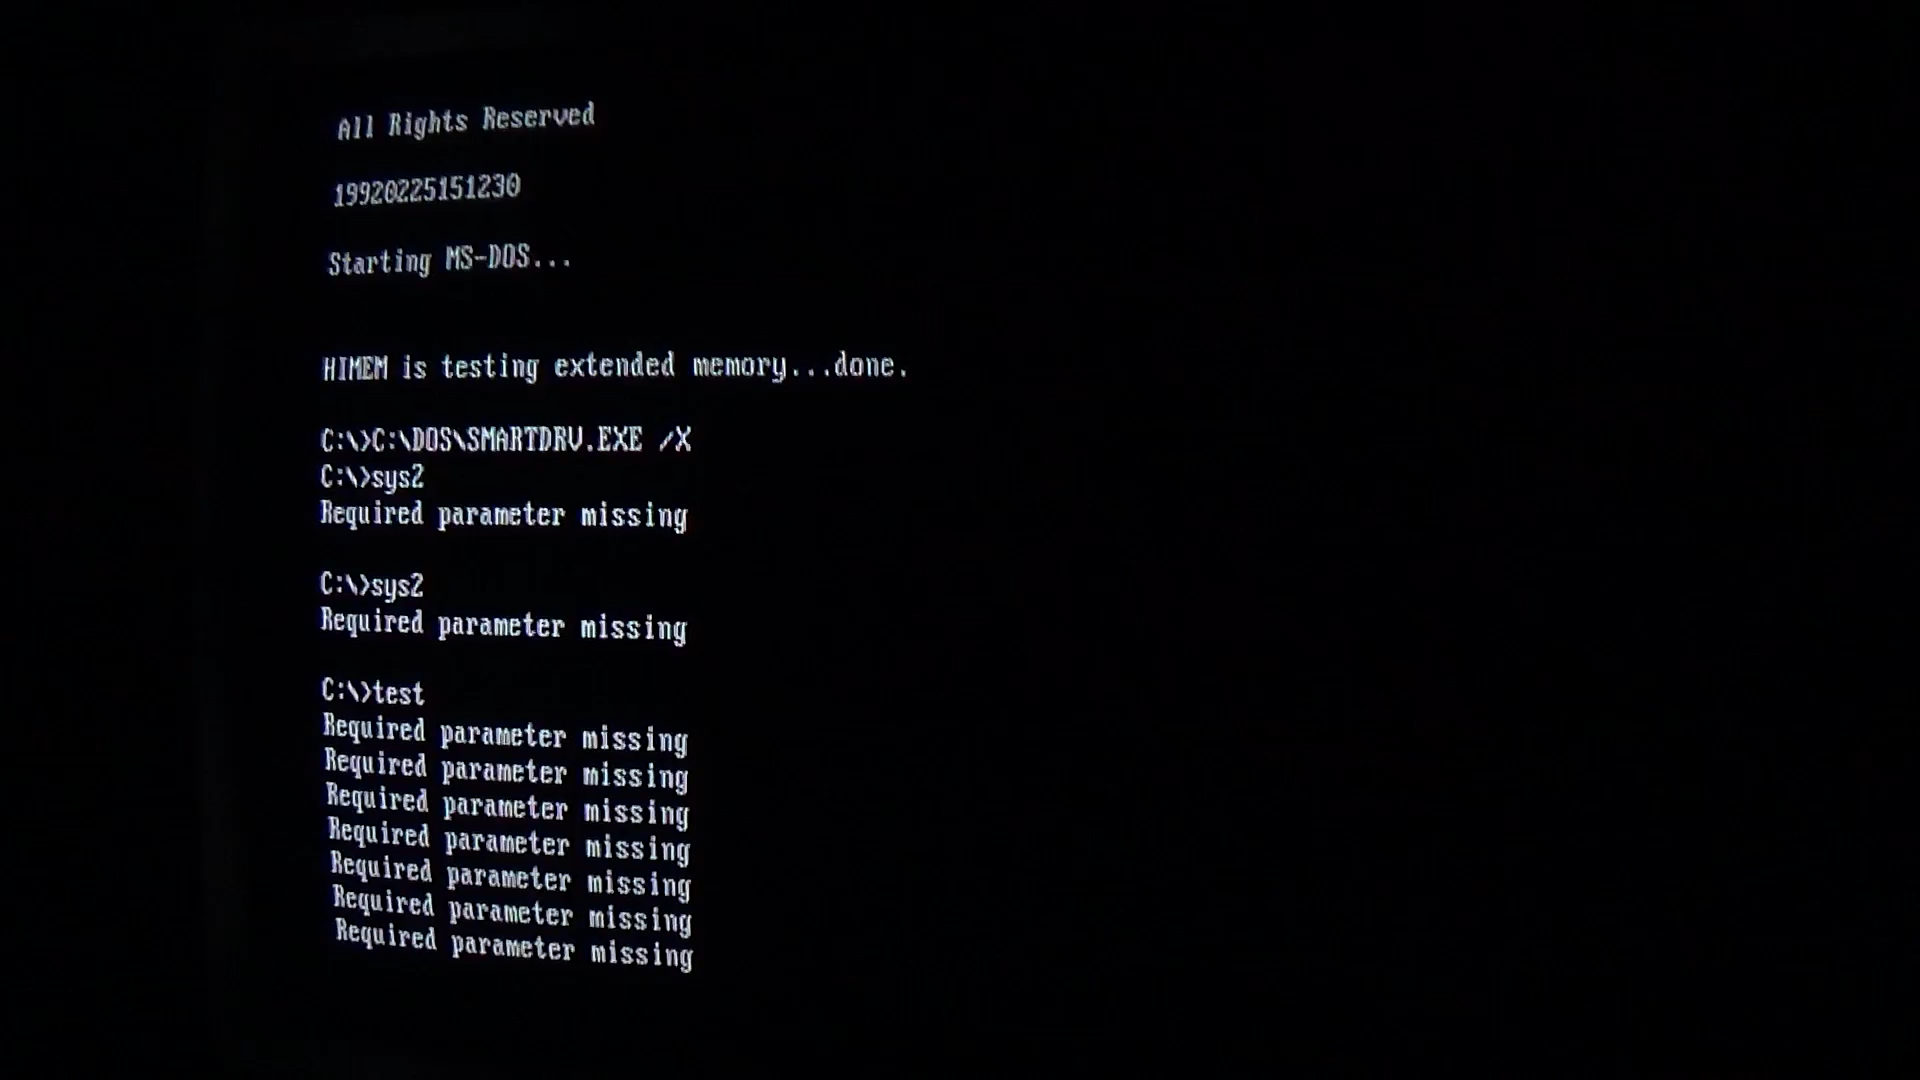 All Rights Reserved
19920225151230
Starting MS-DOS...
HIMEM is testing extended memory...done.
C:\>C:\DOS\SMARTDRV.EXE /X
C:\>sys2
Required parameter missing
C:\>sys2
Required parameter missing
C:\>test
Required parameter missing
Required parameter missing
Required parameter missing
Required parameter missing
Required parameter missing
Required parameter missing
Required parameter missing